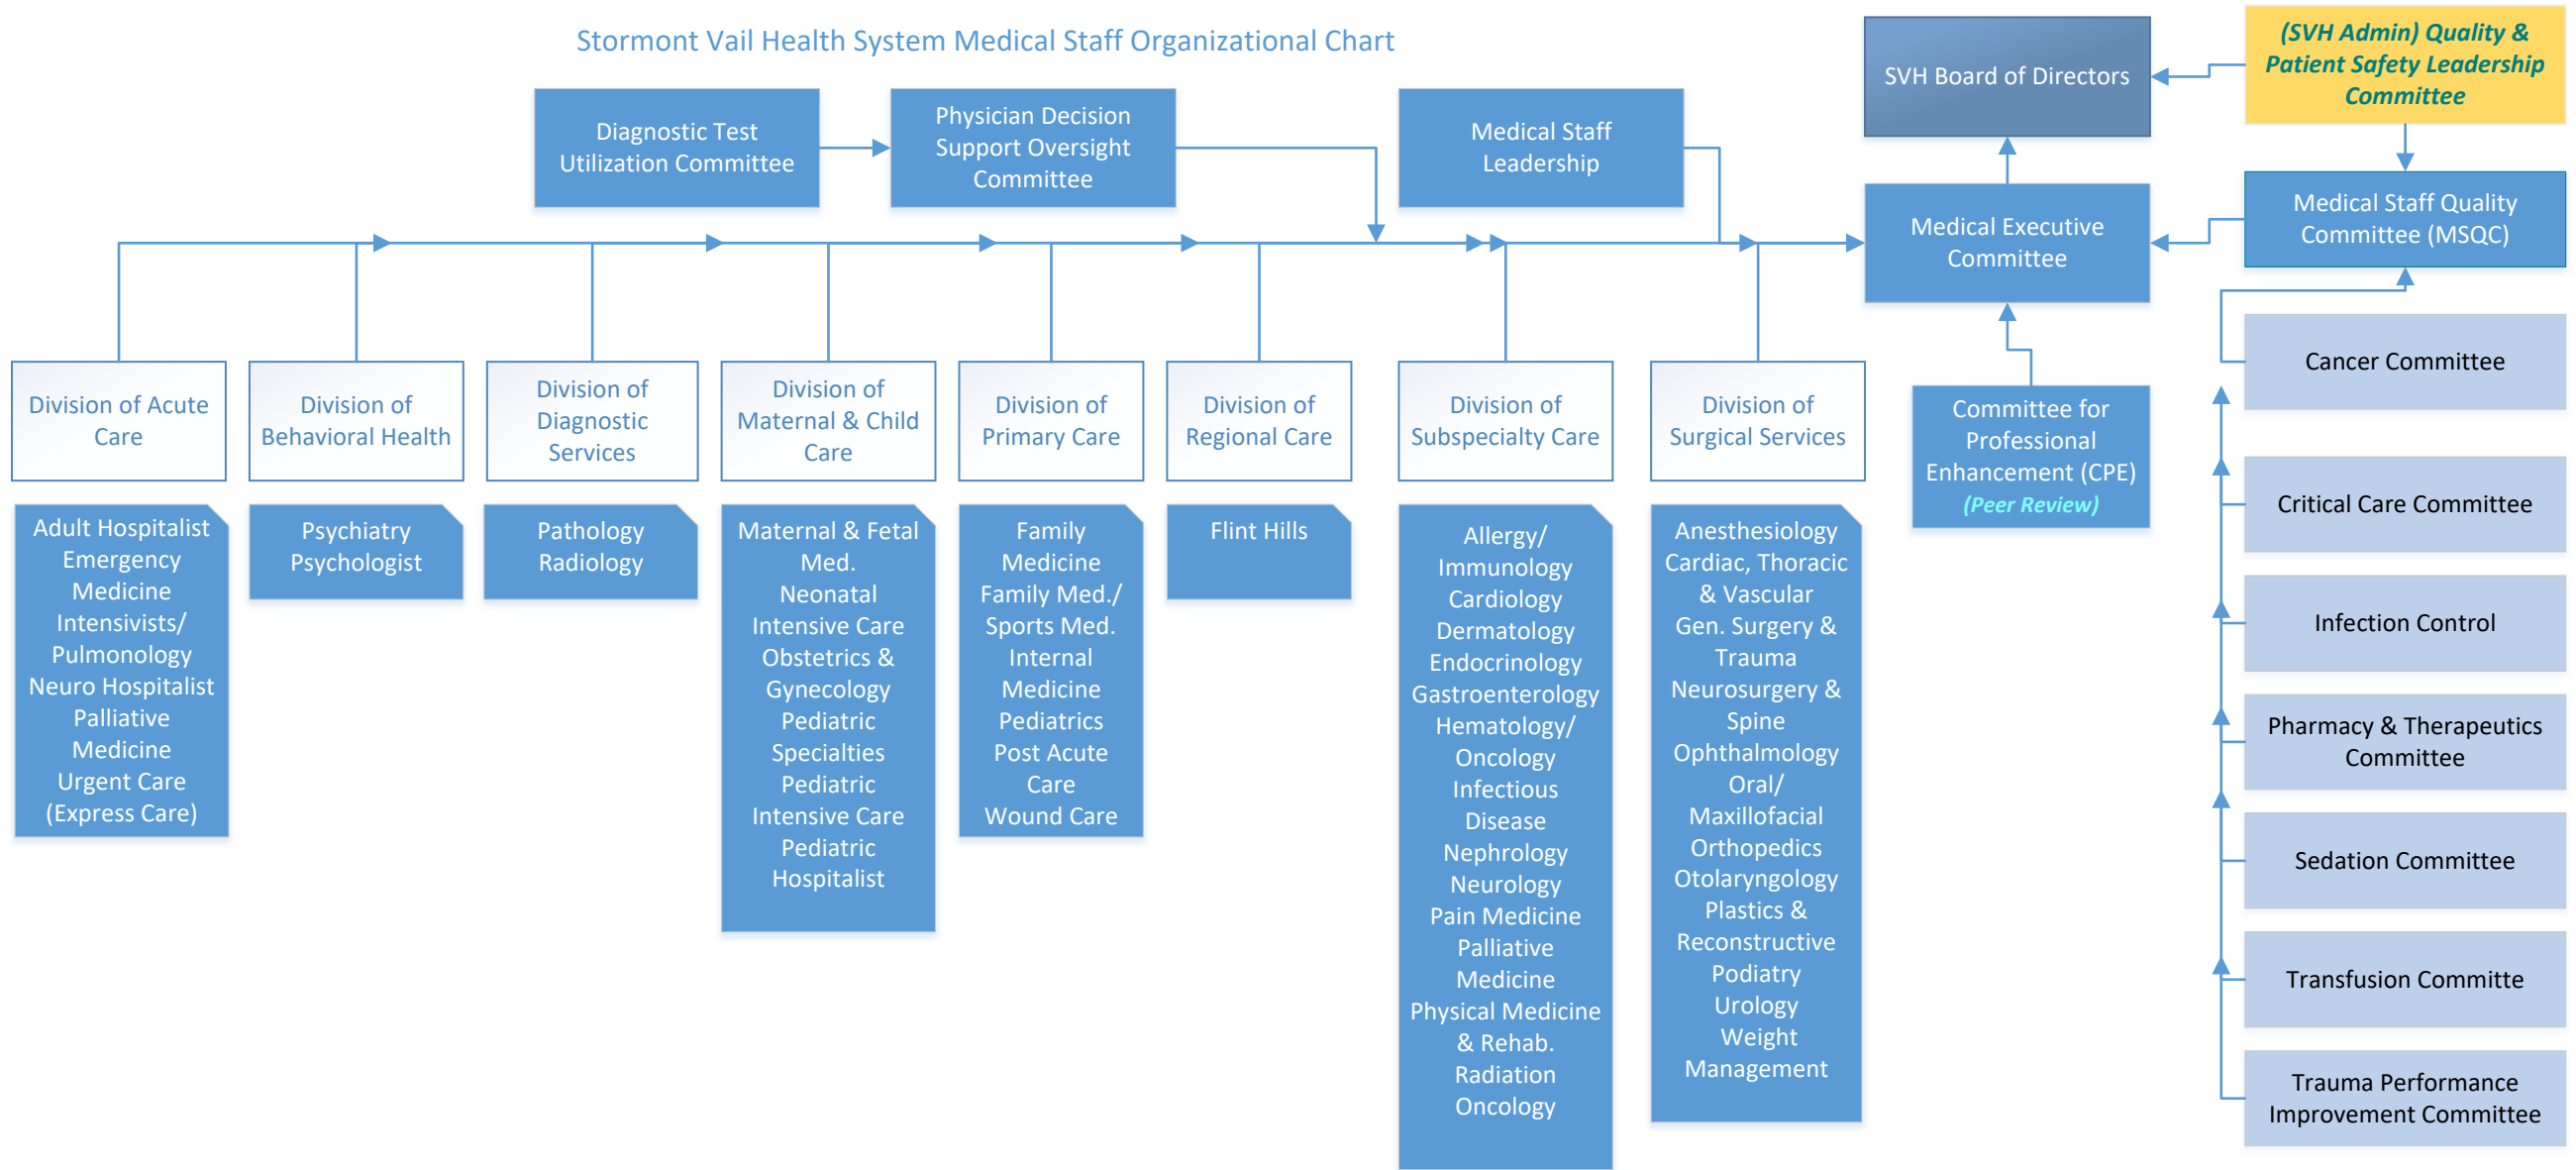 Stormont Vail Health System Medical Staff Organizational Chart
Diagnostic Test
Utilization Committee
Physician Decision
Support Oversight
Committee
Medical Staff
Leadership
SVH Board of Directors
(SVH Admin) Quality &
Patient Safety Leadership
Committee
Medical Executive
Committee
Medical Staff Quality
Committee (MSQC)
Division of Acute
Care
Division of
Behavioral Health
Division of
Diagnostic
Services
Division of
Maternal & Child
Care
Division of
Primary Care
Division of
Regional Care
Division of
Subspecialty Care
Division of
Surgical Services
Committee for
Professional
Enhancement (CPE)
(Peer Review)
Adult Hospitalist
Emergency
Medicine
Intensivists/
Pulmonology
Neuro Hospitalist
Palliative
Medicine
Urgent Care
(Express Care)
Psychiatry
Psychologist
Pathology
Radiology
Maternal & Fetal
Med.
Neonatal
Intensive Care
Obstetrics &
Gynecology
Pediatric
Specialties
Pediatric
Intensive Care
Pediatric
Hospitalist
Family
Medicine
Family Med./
Sports Med.
Internal
Medicine
Pediatrics
Post Acute
Care
Wound Care
Flint Hills
Allergy/
Immunology
Cardiology
Dermatology
Endocrinology
Gastroenterology
Hematology/
Oncology
Infectious
Disease
Nephrology
Neurology
Pain Medicine
Palliative
Medicine
Physical Medicine
& Rehab.
Radiation
Oncology
Anesthesiology
Cardiac, Thoracic
& Vascular
Gen. Surgery &
Trauma
Neurosurgery &
Spine
Ophthalmology
Oral/
Maxillofacial
Orthopedics
Otolaryngology
Plastics &
Reconstructive
Podiatry
Urology
Weight
Management
Cancer Committee
Critical Care Committee
Infection Control
Pharmacy & Therapeutics
Committee
Sedation Committee
Transfusion Committe
Trauma Performance
Improvement Committee